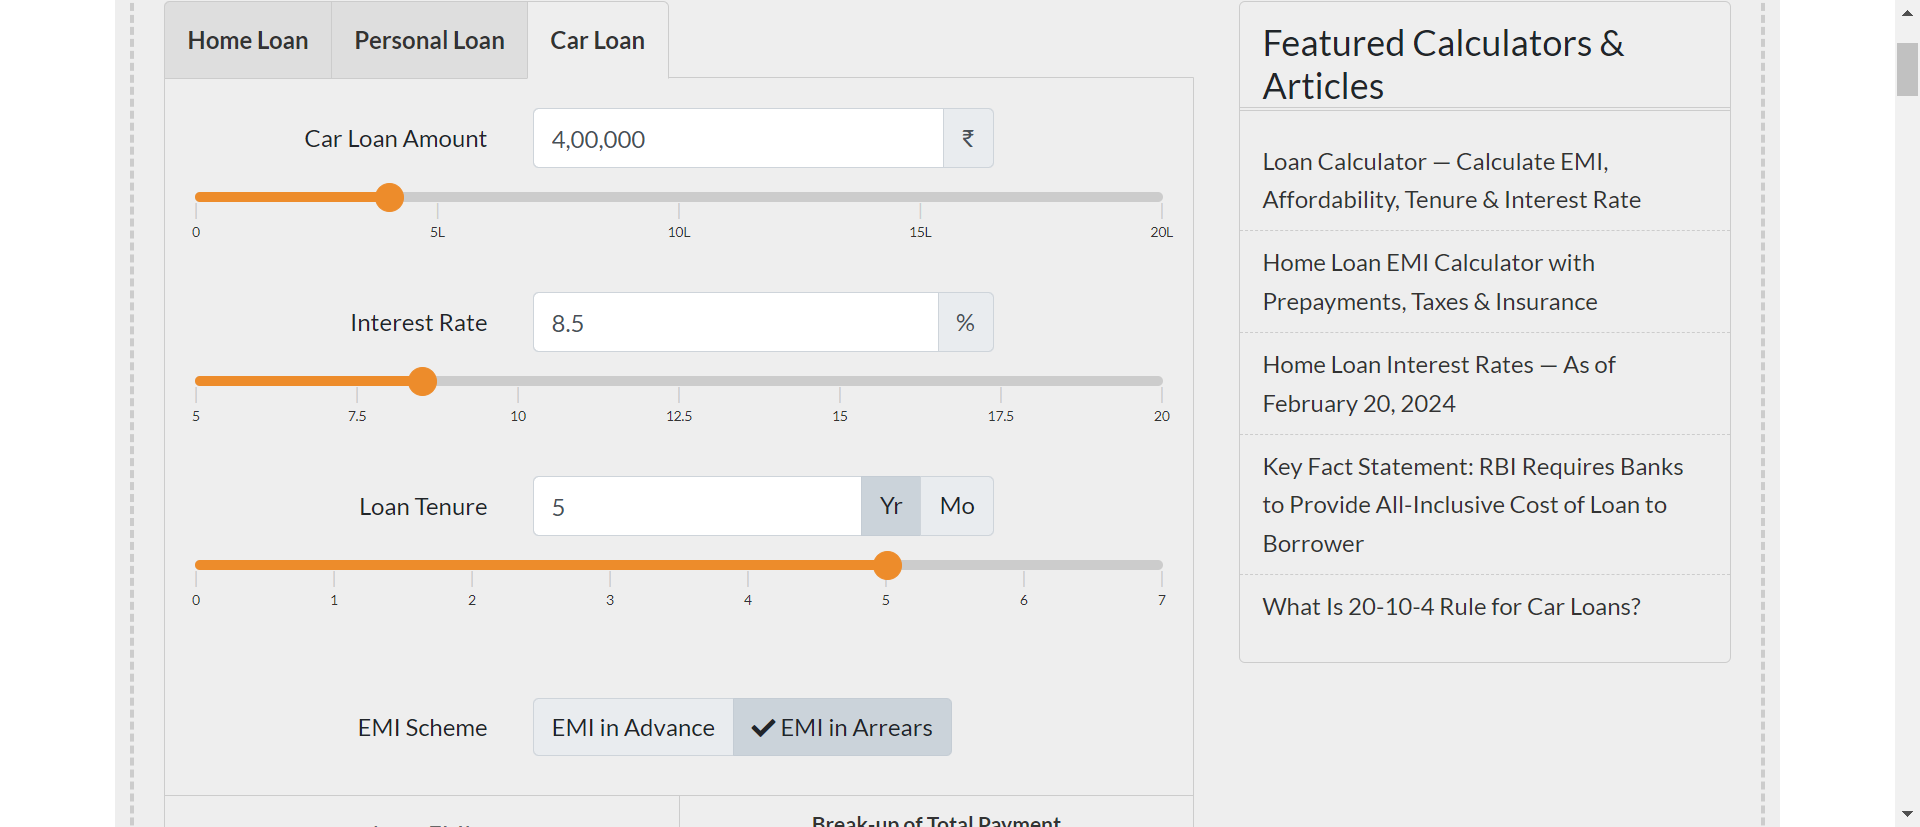 Home Loan
Personal Loan
Car Loan
Car Loan Amount
4,00,000
₹
0
5L
10L
15L
20L
Interest Rate
8.5
%
5
7.5
10
12.5
15
17.5
20
Loan Tenure
5
Yr
Mo
0
1
2
3
4
5
6
7
EMI Scheme
EMI in Advance
EMI in Arrears
Break-up of Total Payment
Featured Calculators &
Articles
Loan Calculator — Calculate EMI,
Affordability, Tenure & Interest Rate
Home Loan EMI Calculator with
Prepayments, Taxes & Insurance
Home Loan Interest Rates — As of
February 20, 2024
Key Fact Statement: RBI Requires Banks
to Provide All-Inclusive Cost of Loan to
Borrower
What Is 20-10-4 Rule for Car Loans?